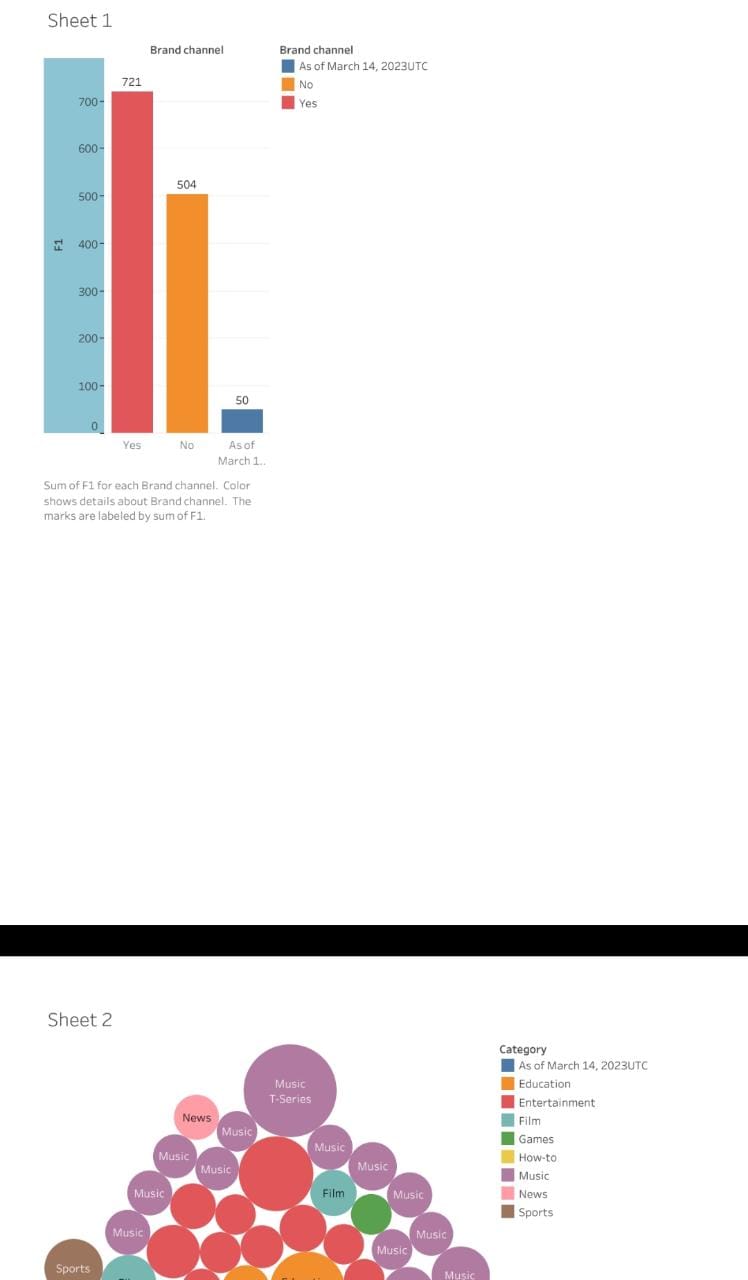 Sheet 1
Brand channel
Brand channel
As of March 14, 2023UTC
No
Yes
721
504
50
F1
700
600
500
400
300
200
100
0
Yes
No
As of
March 1..
Sum of F1 for each Brand channel. Color
shows details about Brand channel. The
marks are labeled by sum of F1.
Sheet 2
Category
As of March 14, 2023UTC
Education
Entertainment
Film
Games
How-to
Music
News
Sports
Music
T-Series
News
Music
Music
Music
Music
Music
Music
Film
Music
Music
Music
Music
Sports
Music